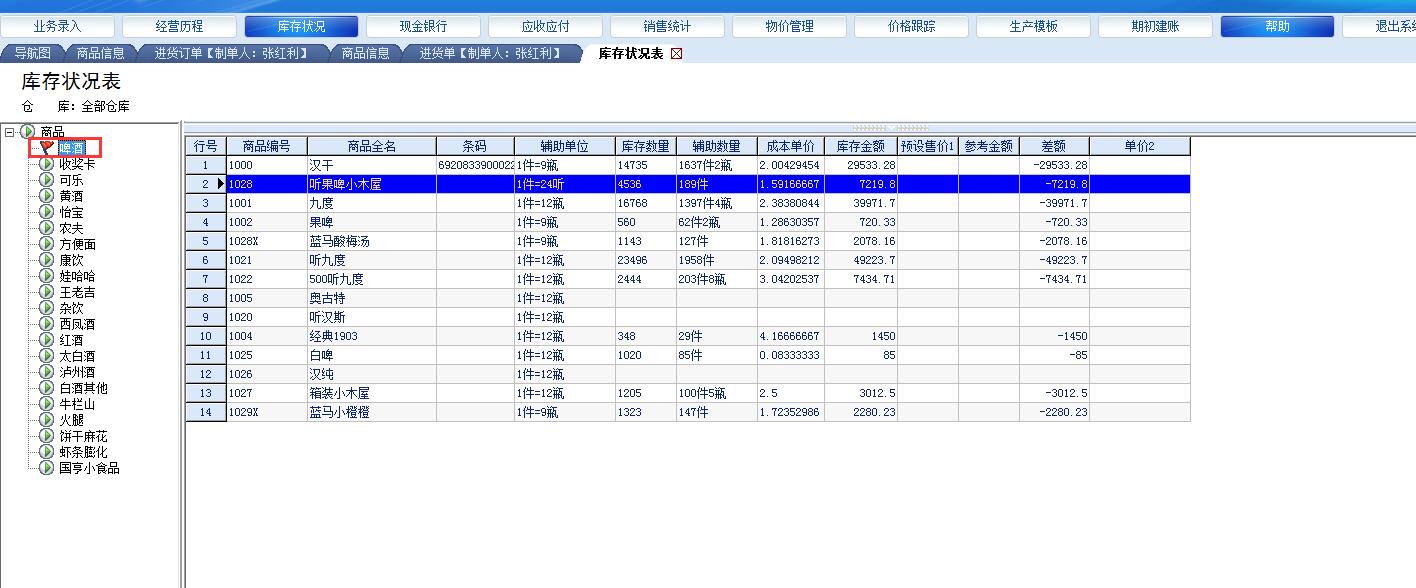 业务录入 经营历程 库存状况 现金银行 应收应付 销售统计 物价管理 价格跟踪 生产模板 期初建账 帮助 退出系统
导航图 商品信息 进货订单【制单人：张红利】 商品信息 进货单【制单人：张红利】 库存状况表
库存状况表
仓 库：全部仓库
商品
啤酒
收奖卡
可乐
黄酒
怡宝
农夫
方便面
康饮
娃哈哈
王老吉
杂饮
西凤酒
红酒
太白酒
泸州酒
白酒其他
牛栏山
火腿
饼干麻花
虾条膨化
国亨小食品
行号 商品编号 商品全名 条码 辅助单位 库存数量 辅助数量 成本单价 库存金额 预设售价1 参考金额 差额 单价2
1 1000 汉干 6920833900022 1件=9瓶 14735 1637件2瓶 2.00429454 29533.28 -29533.28
2 1028 听果啤小木屋 1件=24听 4536 189件 1.59166667 7219.8 -7219.8
3 1001 九度 1件=12瓶 16768 1397件4瓶 2.38380844 39971.7 -39971.7
4 1002 果啤 1件=9瓶 560 62件2瓶 1.28630357 720.33 -720.33
5 1028X 蓝马酸梅汤 1件=9瓶 1143 127件 1.81816273 2078.16 -2078.16
6 1021 听九度 1件=12瓶 23496 1958件 2.09498212 49223.7 -49223.7
7 1022 500听九度 1件=12瓶 2444 203件8瓶 3.04202537 7434.71 -7434.71
8 1005 奥古特 1件=12瓶
9 1020 听汉斯 1件=12瓶
10 1004 经典1903 1件=12瓶 348 29件 4.16666667 1450 -1450
11 1025 白啤 1件=12瓶 1020 85件 0.08333333 85 -85
12 1026 汉纯 1件=12瓶
13 1027 箱装小木屋 1件=12瓶 1205 100件5瓶 2.5 3012.5 -3012.5
14 1029X 蓝马小橙橙 1件=9瓶 1323 147件 1.72352986 2280.23 -2280.23